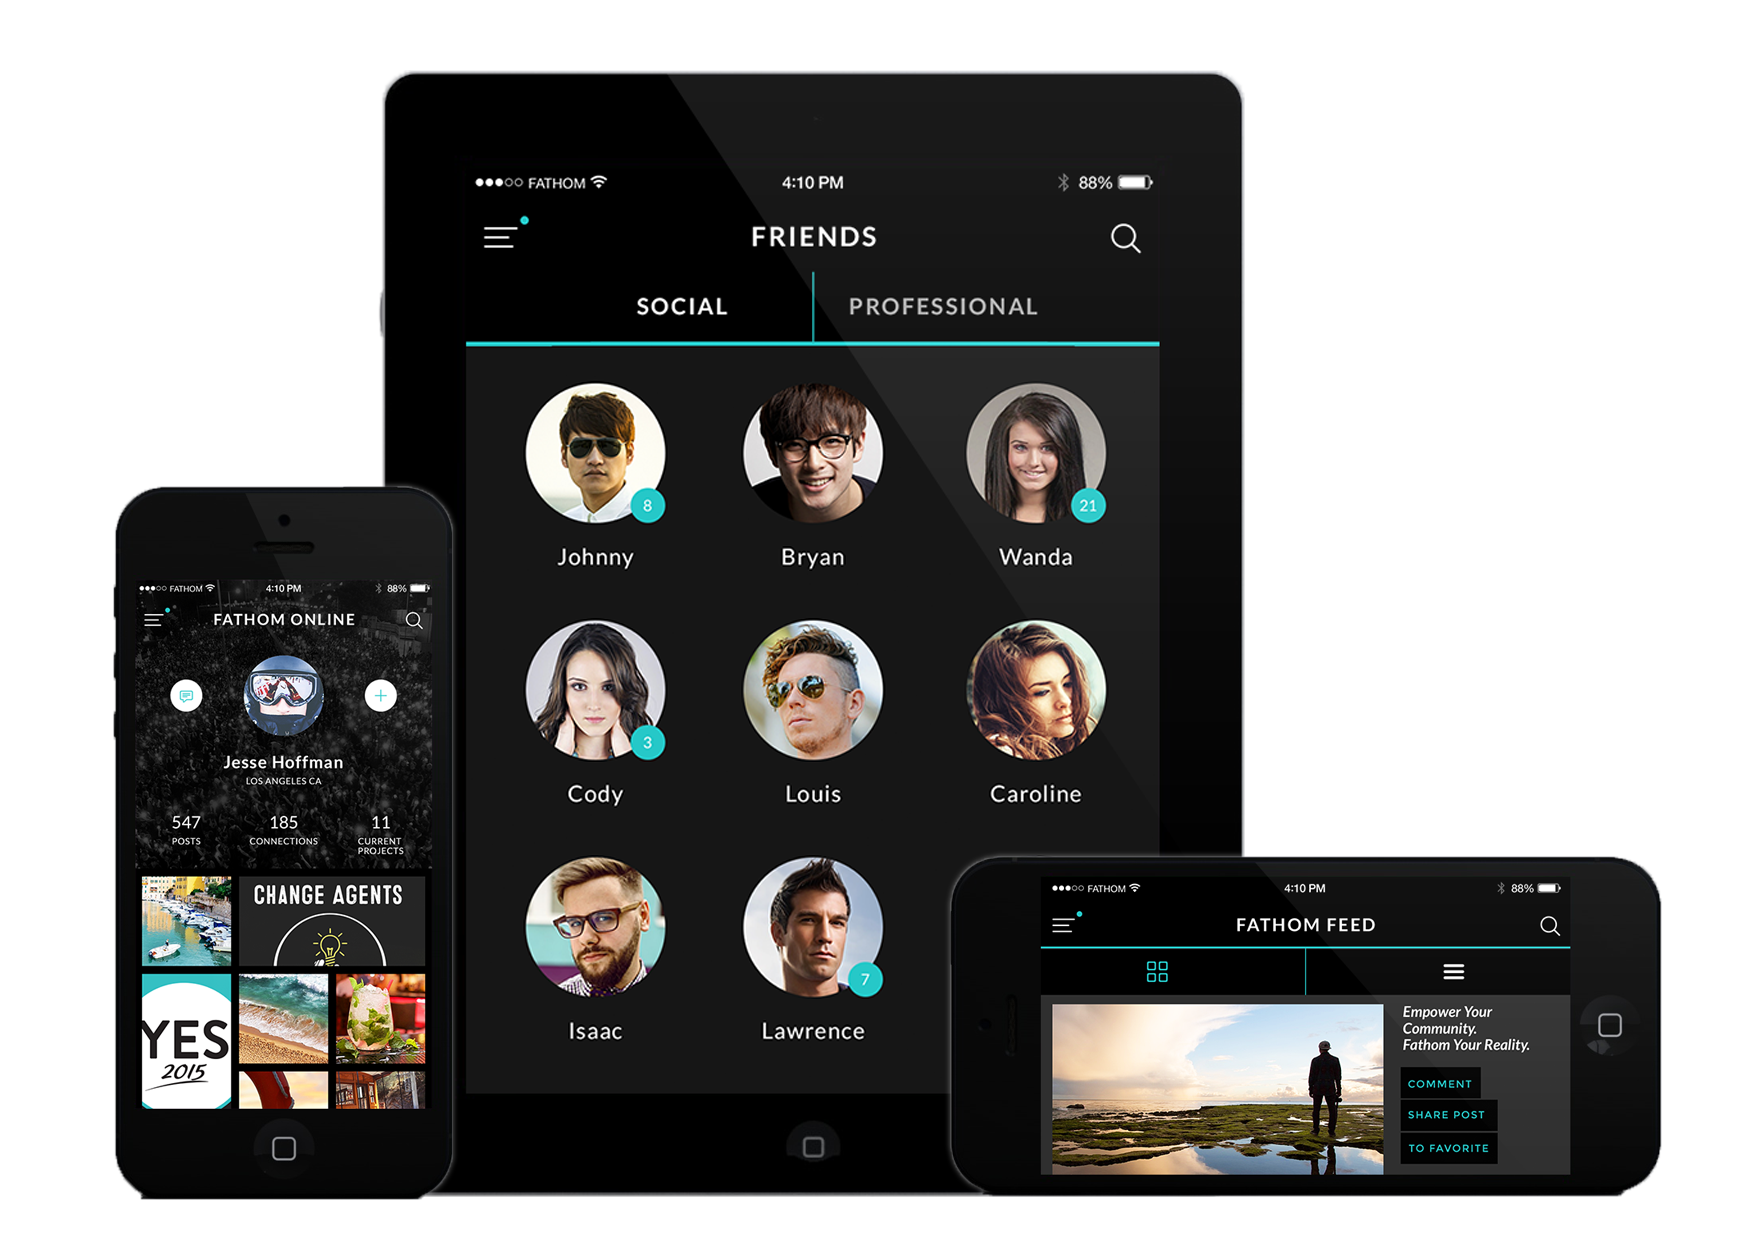 FATHOM
4:10 PM
88%
FRIENDS
SOCIAL
PROFESSIONAL
8
21
Johnny
Bryan
Wanda
3
Cody
Louis
Caroline
7
Isaac
Lawrence
FATHOM
4:10 PM
88%
FATHOM ONLINE
Jesse Hoffman
LOS ANGELES CA
547
185
11
POSTS
CONNECTIONS
CURRENT
PROJECTS
CHANGE AGENTS
YES
2015
FATHOM
4:10 PM
88%
FATHOM FEED
Empower Your
Community.
Fathom Your Reality.
COMMENT
SHARE POST
TO FAVORITE